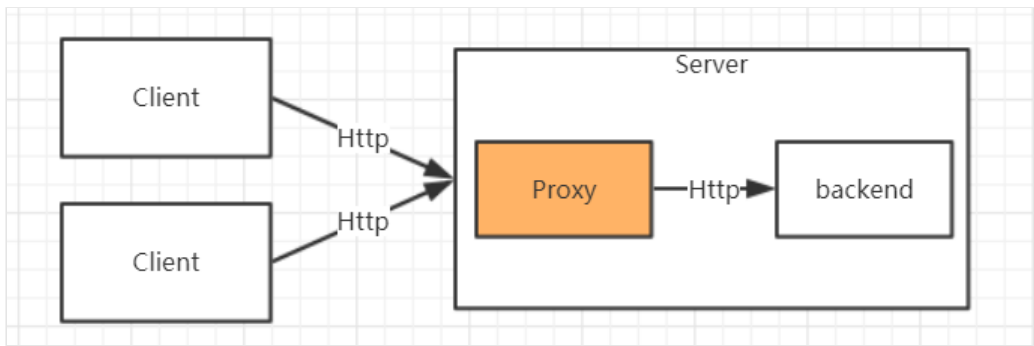 Client
Http
Client
Http
Server
Proxy
Http
backend